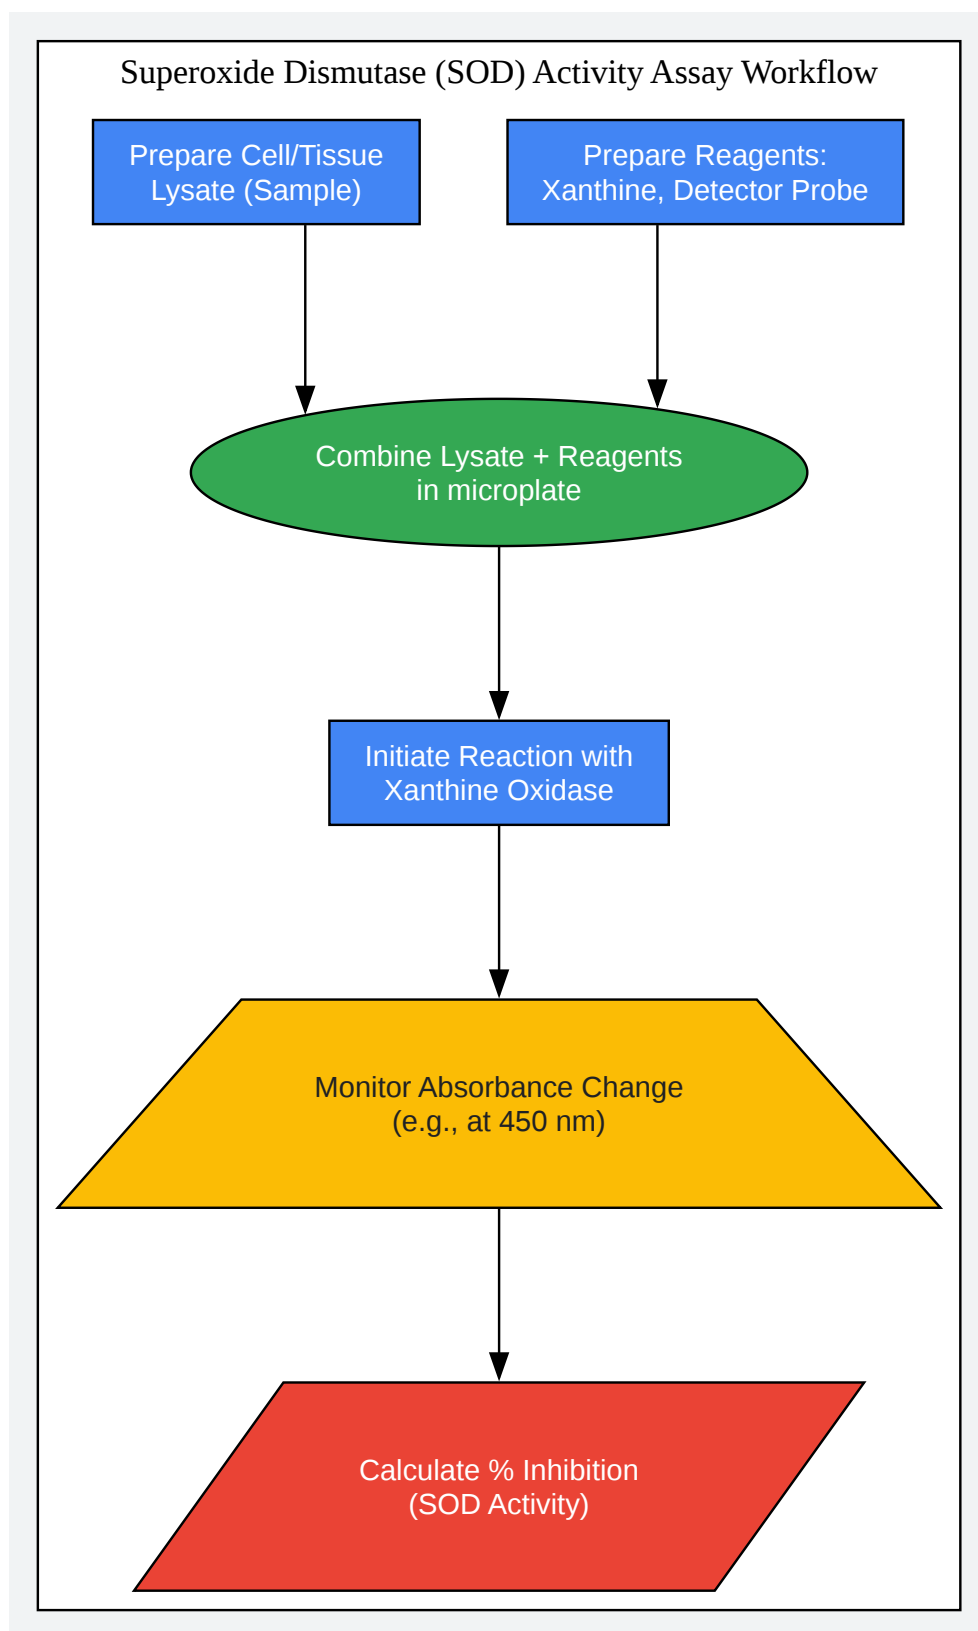 Superoxide Dismutase (SOD) Activity Assay Workflow
Prepare Cell/Tissue
Lysate (Sample)
Prepare Reagents:
Xanthine, Detector Probe
Combine Lysate + Reagents
in microplate
Initiate Reaction with
Xanthine Oxidase
Monitor Absorbance Change
(e.g., at 450 nm)
Calculate % Inhibition
(SOD Activity)